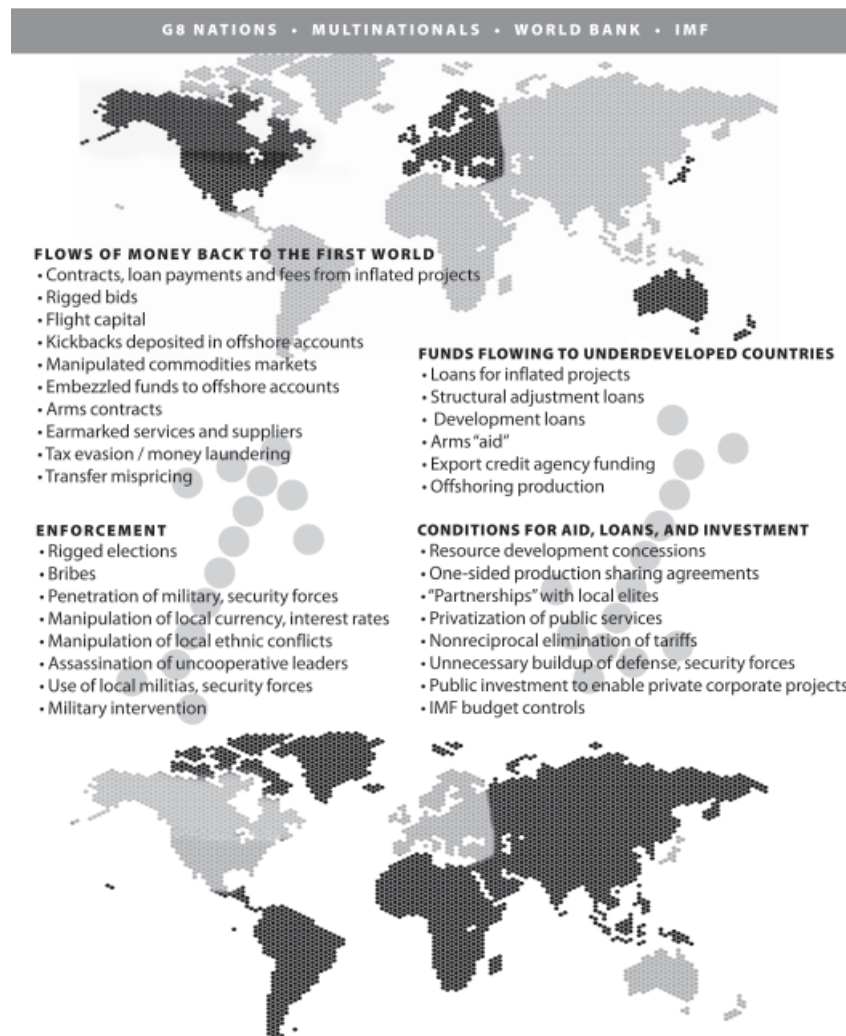 G8 NATIONS • MULTINATIONALS • WORLD BANK • IMF
FLOWS OF MONEY BACK TO THE FIRST WORLD
• Contracts, loan payments and fees from inflated projects
• Rigged bids
• Flight capital
• Kickbacks deposited in offshore accounts
• Manipulated commodities markets
• Embezzled funds to offshore accounts
• Arms contracts
• Earmarked services and suppliers
• Tax evasion / money laundering
• Transfer mispricing
FUNDS FLOWING TO UNDERDEVELOPED COUNTRIES
• Loans for inflated projects
• Structural adjustment loans
• Development loans
• Arms “aid”
• Export credit agency funding
• Offshoring production
ENFORCEMENT
• Rigged elections
• Bribes
• Penetration of military, security forces
• Manipulation of local currency, interest rates
• Manipulation of local ethnic conflicts
• Assassination of uncooperative leaders
• Use of local militias, security forces
• Military intervention
CONDITIONS FOR AID, LOANS, AND INVESTMENT
• Resource development concessions
• One-sided production sharing agreements
• “Partnerships” with local elites
• Privatization of public services
• Nonreciprocal elimination of tariffs
• Unnecessary buildup of defense, security forces
• Public investment to enable private corporate projects
• IMF budget controls